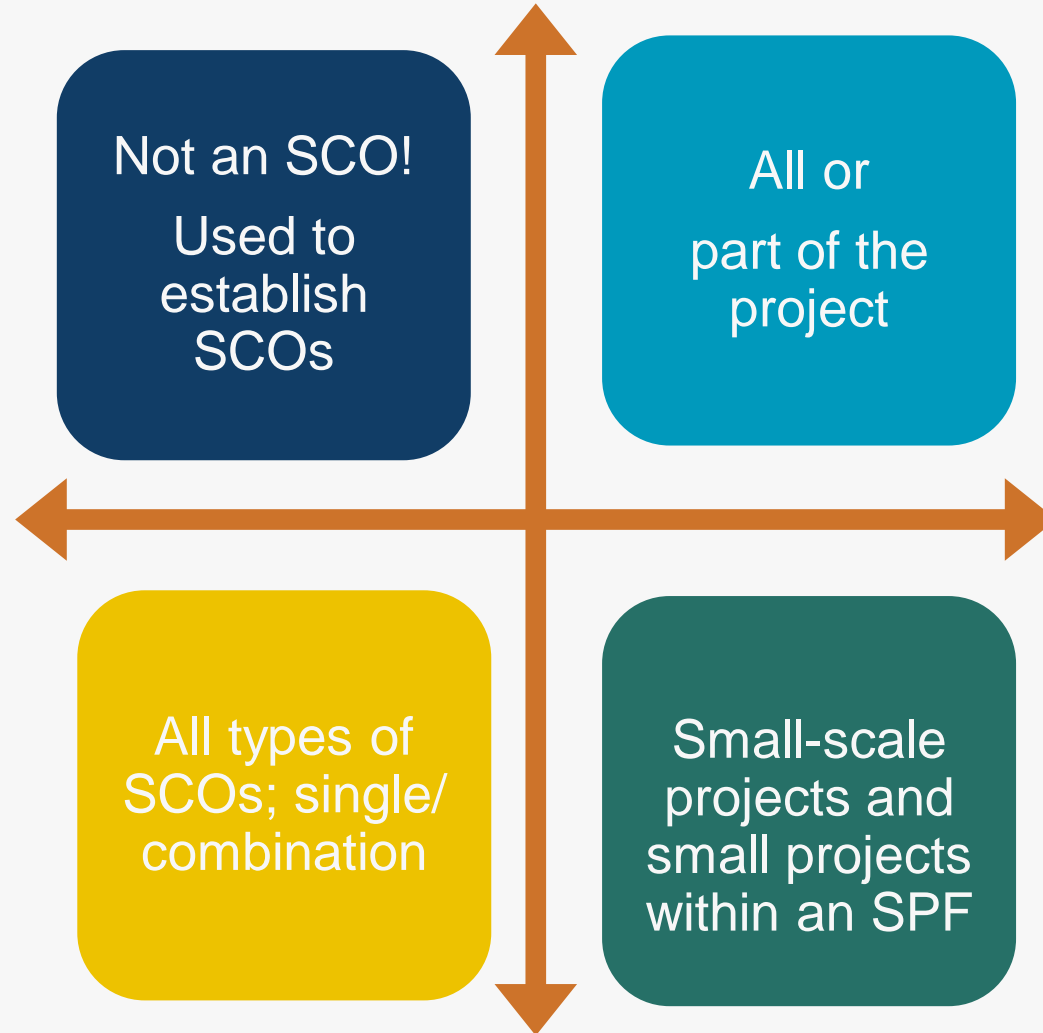 Not an SCO!
Used to
establish
SCOs
All or
part of the
project
All types of
SCOs; single/
combination
Small-scale
projects and
small projects
within an SPF